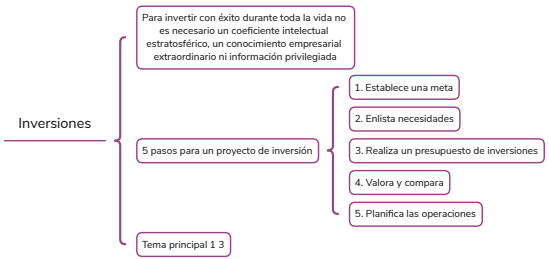 Inversiones
Para invertir con éxito durante toda la vida no
es necesario un coeficiente intelectual
estratosférico, un conocimiento empresarial
extraordinario ni información privilegiada
5 pasos para un proyecto de inversión
1. Establece una meta
2. Enlista necesidades
3. Realiza un presupuesto de inversiones
4. Valora y compara
5. Planifica las operaciones
Tema principal 1 3